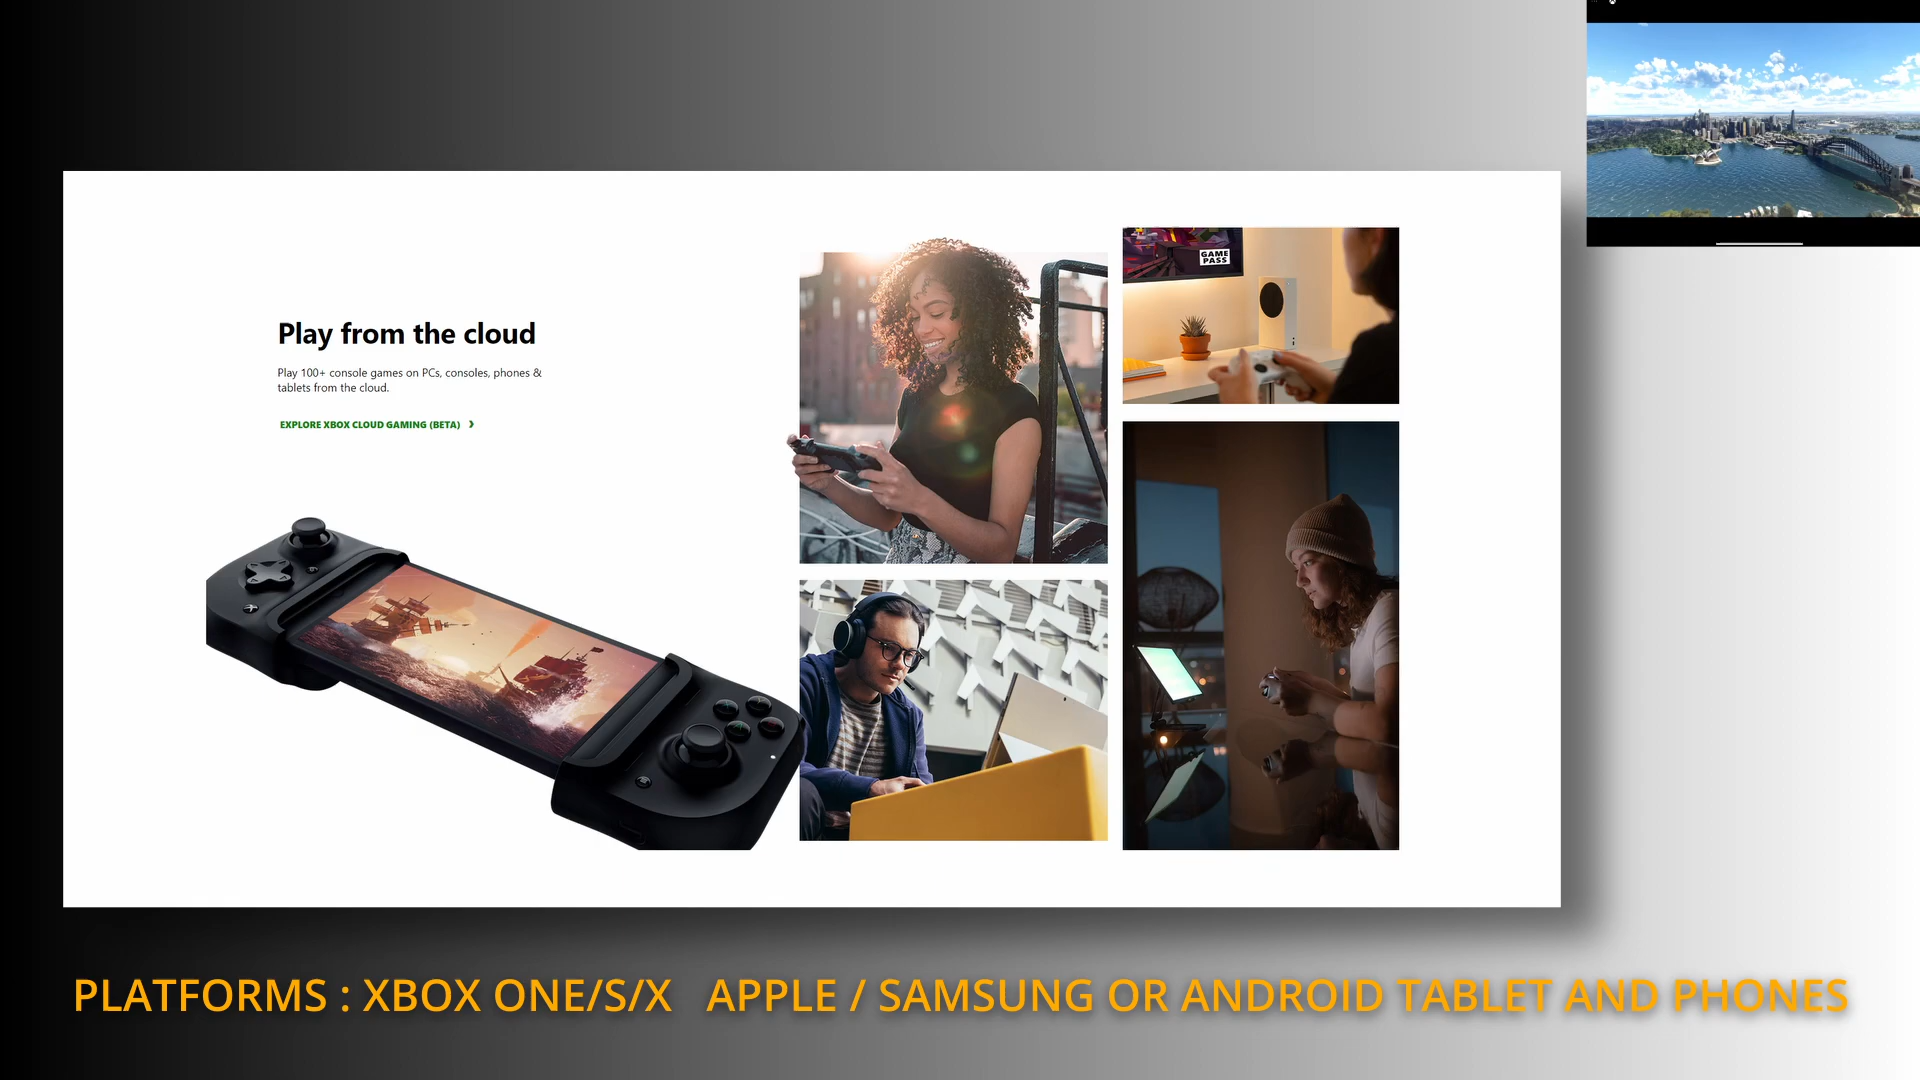 GAME
PASS
Play from the cloud
Play 100+ console games on PCs, consoles, phones &
tablets from the cloud.
EXPLORE XBOX CLOUD GAMING (BETA)
PLATFORMS : XBOX ONE/S/X APPLE / SAMSUNG OR ANDROID TABLET AND PHONES